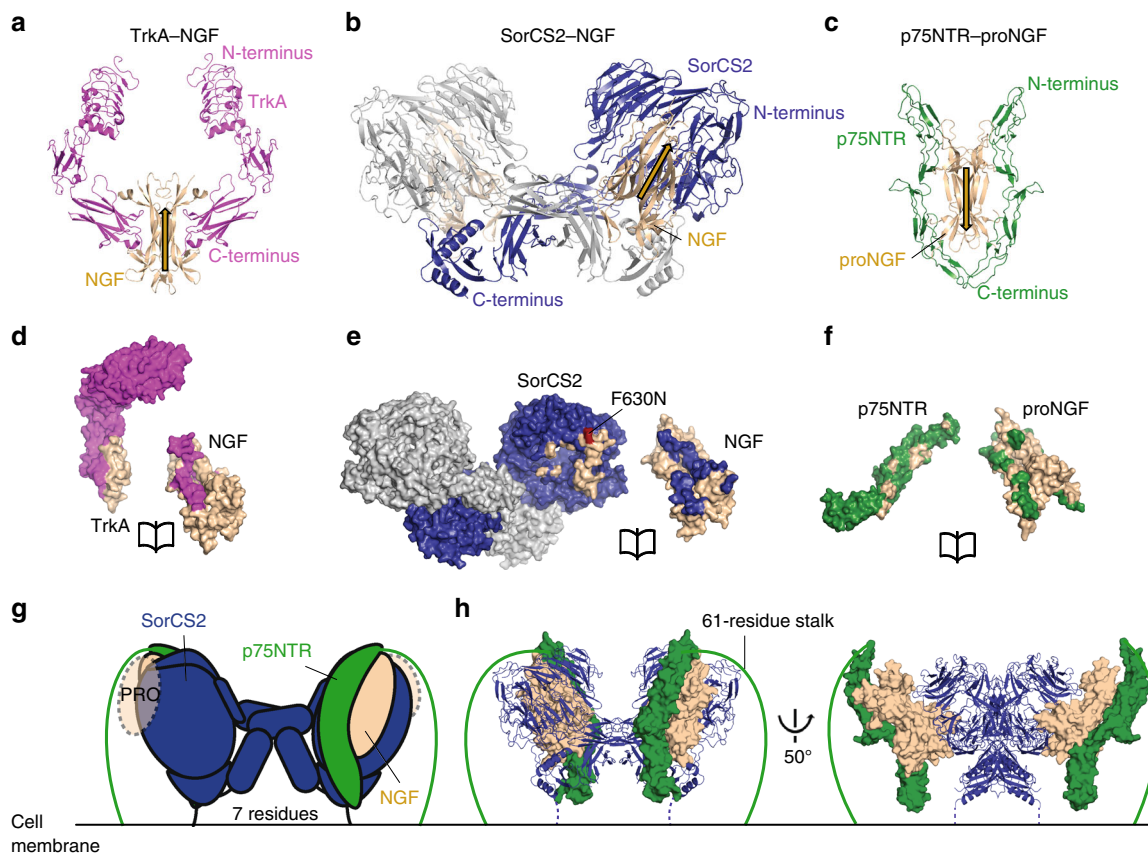 a
TrkA–NGF
N-terminus
TrkA
C-terminus
NGF
b
SorCS2–NGF
SorCS2
N-terminus
NGF
C-terminus
c
p75NTR–proNGF
N-terminus
p75NTR
proNGF
C-terminus
d
NGF
TrkA
e
SorCS2
F630N
NGF
f
p75NTR
proNGF
g
SorCS2
p75NTR
PRO
NGF
7 residues
h
61-residue stalk
50°
Cell
membrane